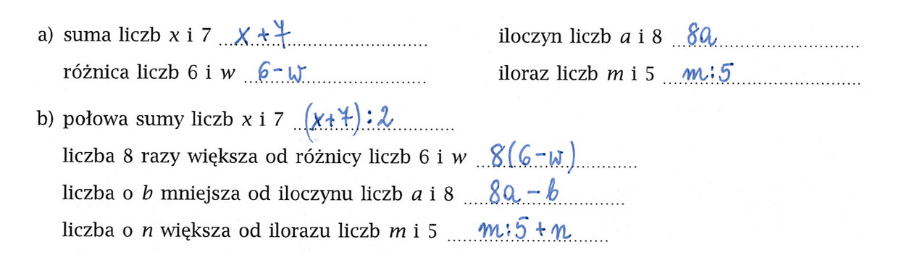 a) suma liczb x i 7 x+7 iloczyn liczb a i 8 8a
różnica liczb 6 i w 6-w iloraz liczb m i 5 m:5
b) połowa sumy liczb x i 7 (x+7):2
liczba 8 razy większa od różnicy liczb 6 i w 8(6-w)
liczba o b mniejsza od iloczynu liczb a i 8 8a-b
liczba o n większa od ilorazu liczb m i 5 m:5+n